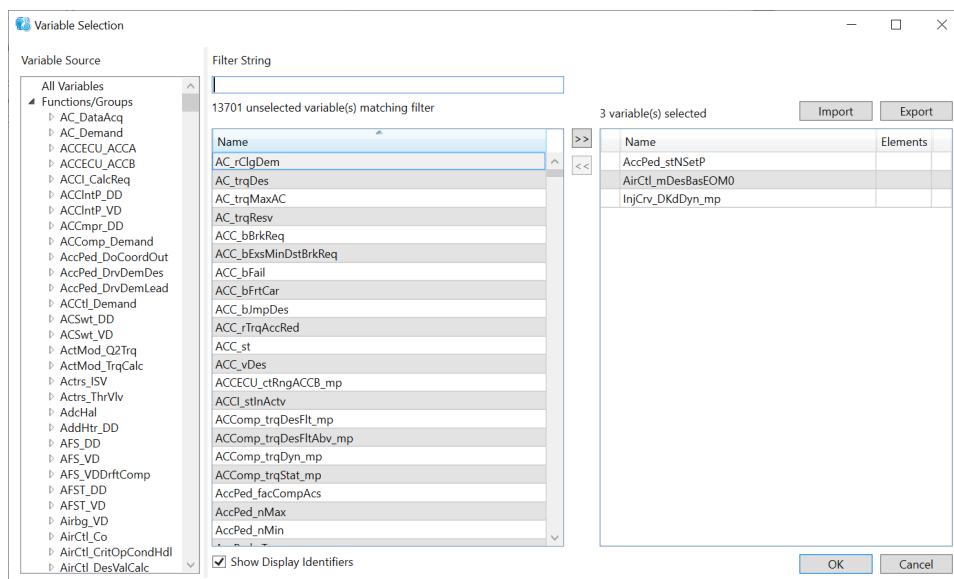 Variable Selection
Variable Source
All Variables
Functions/Groups
AC_DataAcq
AC_Demand
ACCECU_ACCA
ACCECU_ACCB
ACCI_CalcReq
ACClntP_DD
ACClntP_VD
ACCmpr_DD
ACComp_Demand
AccPed_DoCoordOut
AccPed_DrvDemDes
AccPed_DrvDemLead
ACCtl_Demand
ACSwt_DD
ACSwt_VD
ActMod_Q2Trq
ActMod_TrqCalc
Actrs_ISV
Actrs_ThrVlv
AdcHal
AddHtr_DD
AFS_DD
AFS_VD
AFS_VDDrftComp
AFST_DD
AFST_VD
Airbg_VD
AirCtl_Co
AirCtl_CritOpCondHdl
AirCtl_DesValCalc
Filter String
13701 unselected variable(s) matching filter
Name
AC_rClgDem
AC_trqDes
AC_trqMaxAC
AC_trqResv
ACC_bBrkReq
ACC_bExsMinDstBrkReq
ACC_bFail
ACC_bFrtCar
ACC_bJmpDes
ACC_rTrqAccRed
ACC_st
ACC_vDes
ACCECU_ctRngACCB_mp
ACCI_stInActv
ACComp_trqDesFlt_mp
ACComp_trqDesFltAbv_mp
ACComp_trqDyn_mp
ACComp_trqStat_mp
AccPed_facCompAcs
AccPed_nMax
AccPed_nMin
Show Display Identifiers
>>
<<
3 variable(s) selected
Import
Export
Name Elements
AccPed_stNSetP
AirCtl_mDesBasEOM0
InjCrv_DKdDyn_mp
OK
Cancel